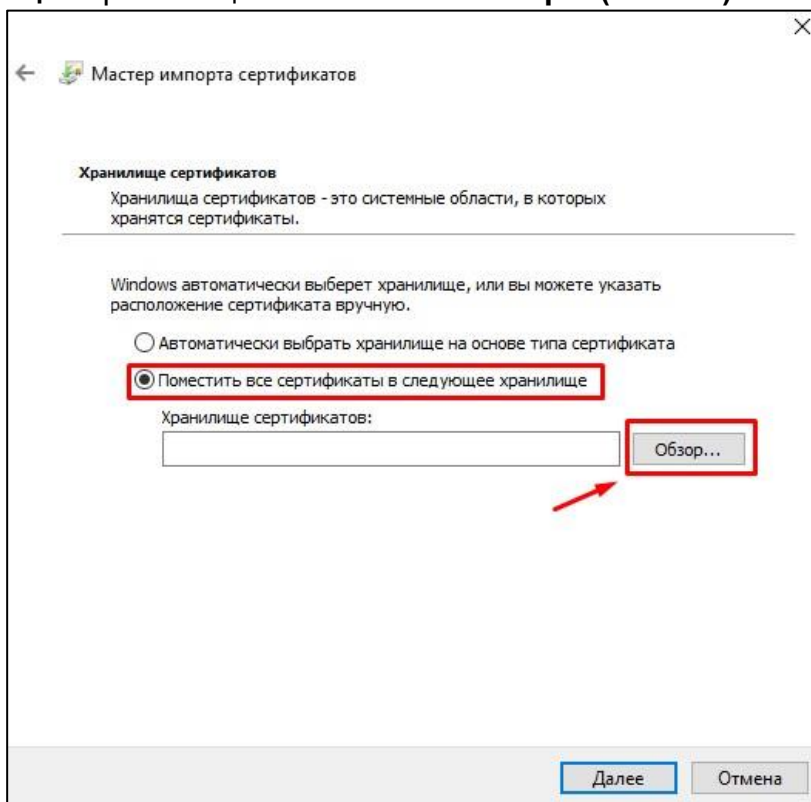 Мастер импорта сертификатов
Хранилище сертификатов
Хранилища сертификатов - это системные области, в которых
хранятся сертификаты.
Windows автоматически выберет хранилище, или вы можете указать
расположение сертификата вручную.
Автоматически выбрать хранилище на основе типа сертификата
Поместить все сертификаты в следующее хранилище
Хранилище сертификатов:
Обзор...
Далее
Отмена